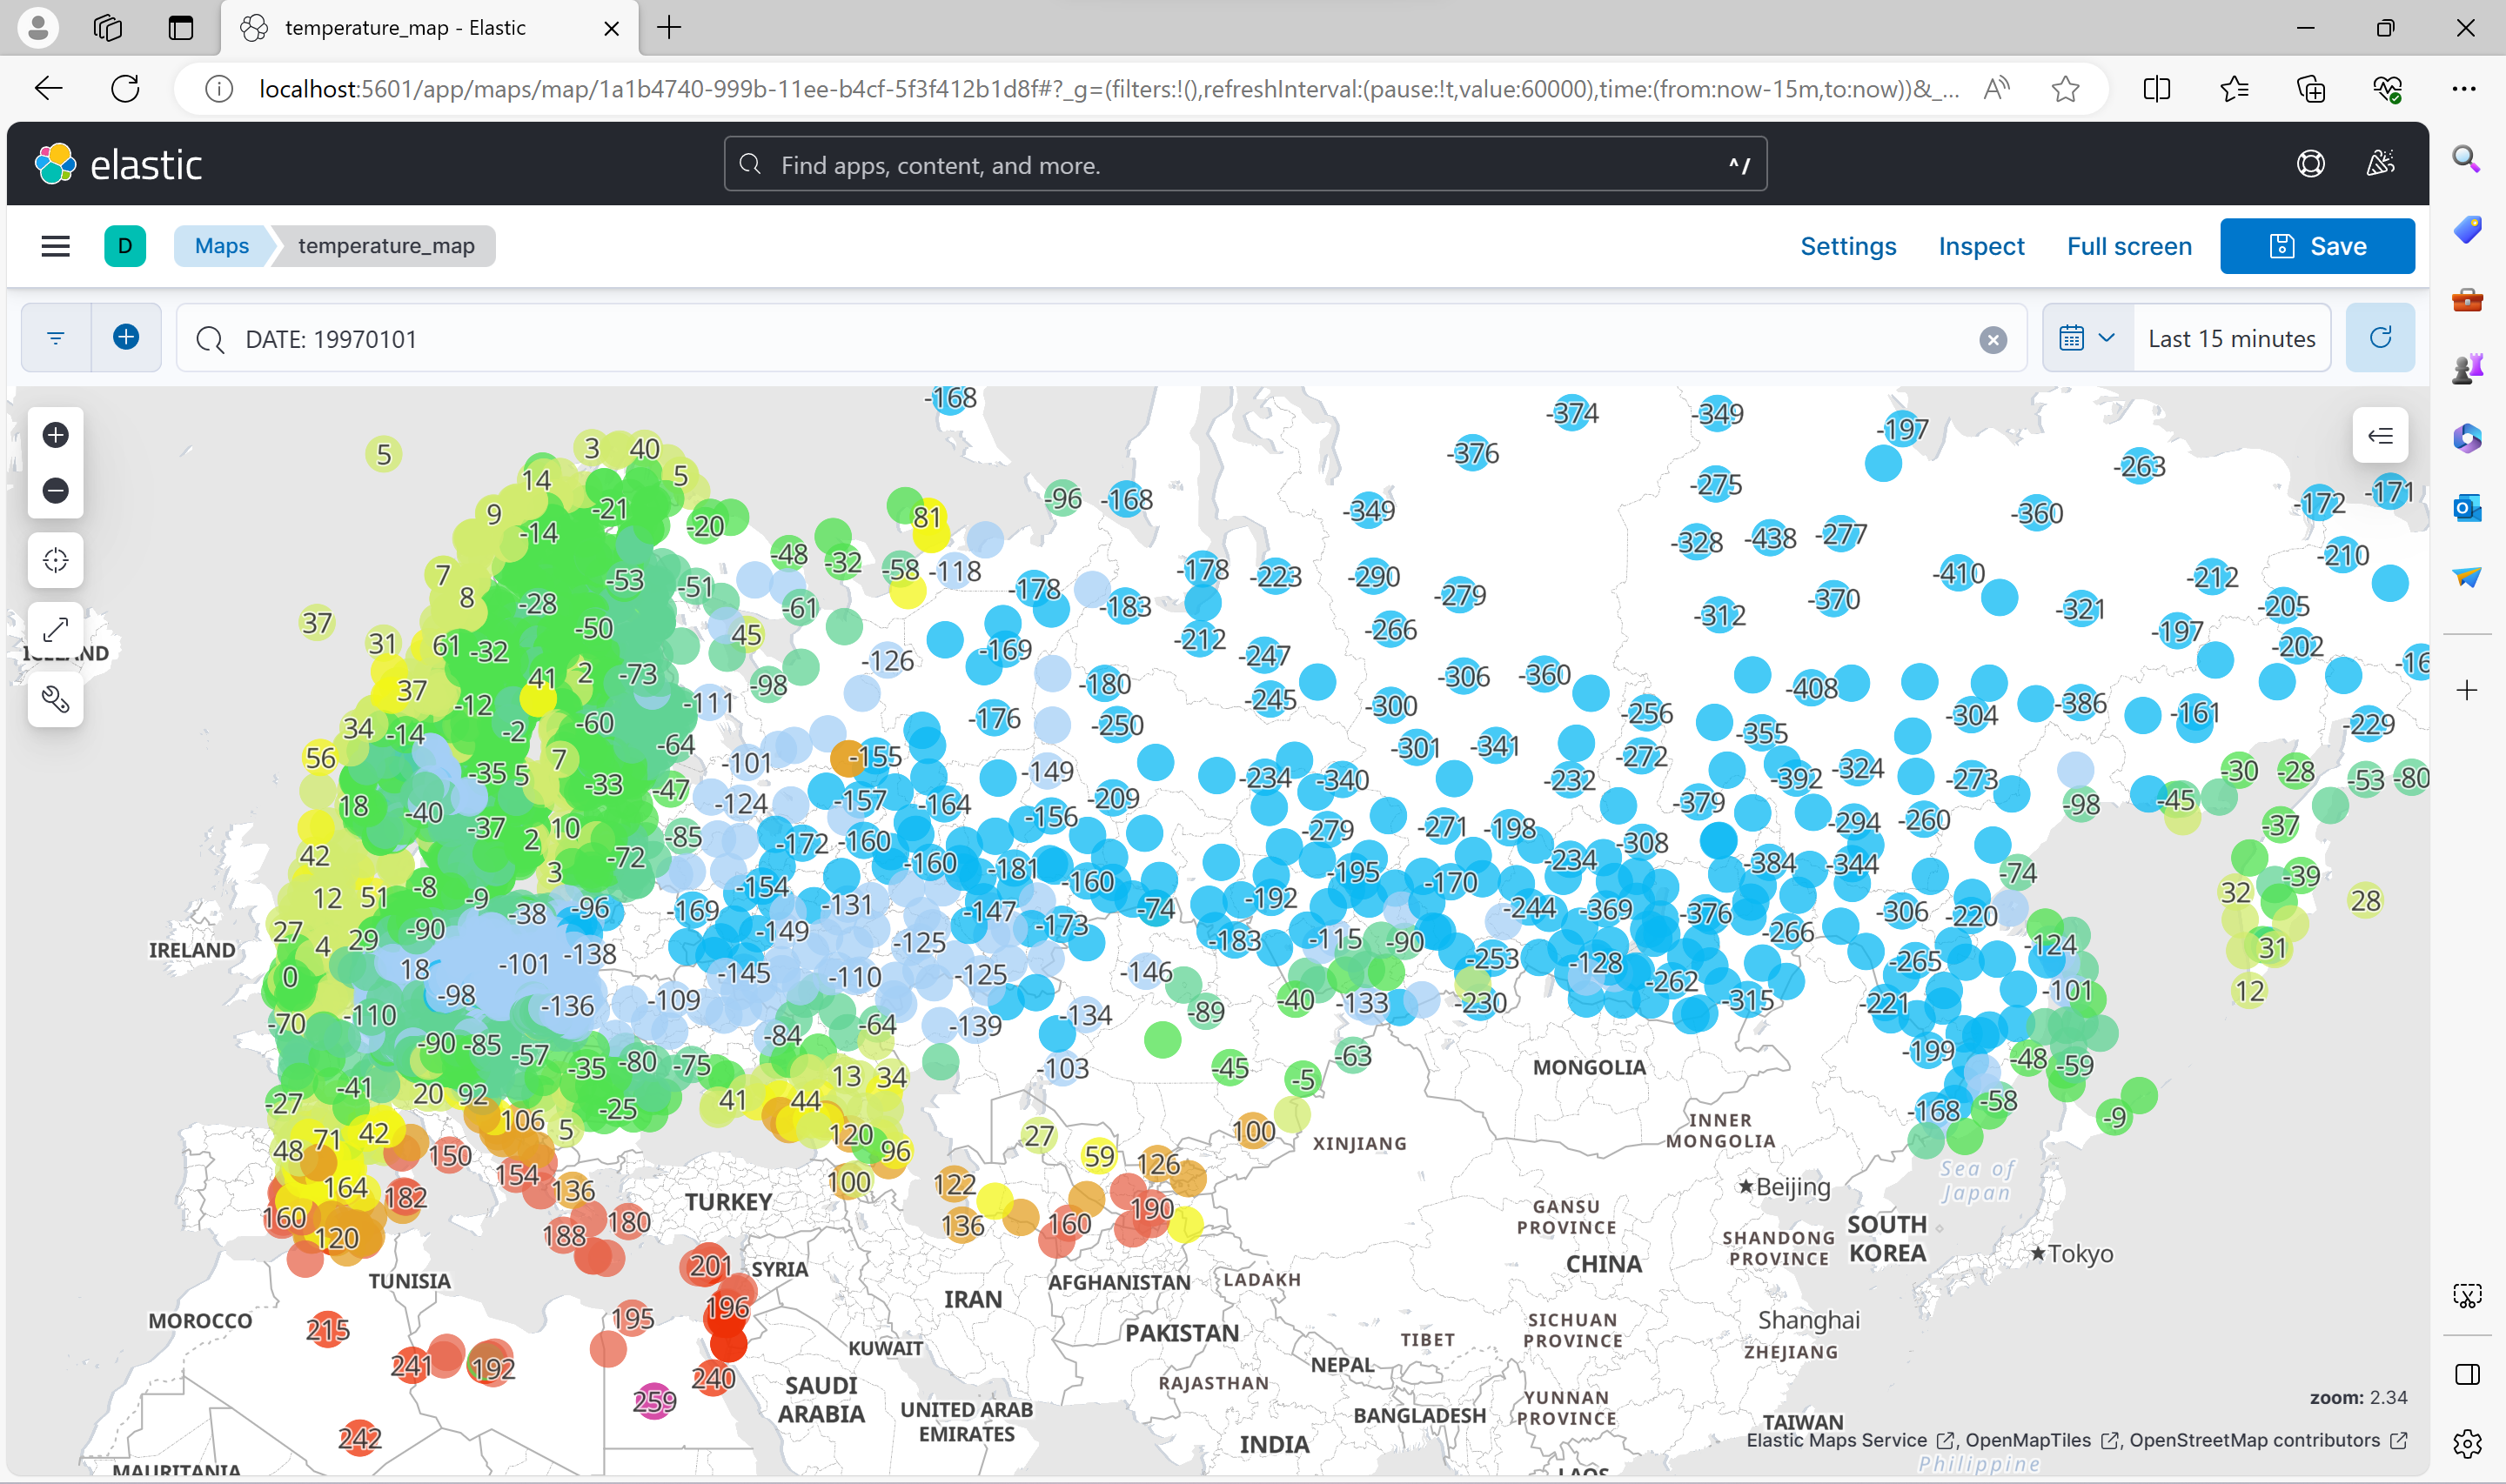 temperature_map - Elastic
localhost:5601/app/maps/map/1a1b4740-999b-11ee-b4cf-5f3f412b1d8f#?_g=(filters:!(),refreshInterval:(pause:!t,value:60000),time:(from:now-15m,to:now))&_...
elastic
Find apps, content, and more.
^/
D
Maps
temperature_map
Settings
Inspect
Full screen
Save
DATE: 19970101
Last 15 minutes
-168
-374 -349 -197
5 3 40 -376 -263
14 5 -275
-96 -168 -172 -171
9 -21 81 -349 -360
-14 -20 -328 -438 -277
-48 -32 -58 -118 -178 -223 -290 -410 -212 -210
7 -53 -51 -178 -279 -370
8 -28 -61 -183 -312 -321 -205
37 31 61 -32 -50 45 -169 -212 -266 -197 -202
-126 -247 -16
37 41 2 -73 -98 -180 -245 -306 -360 -408
-12 -111 -300 -256 -304 -386 -161
34 -14 -2 -60 -176 -250 -355 -229
56 7 -64 -101 -155 -301 -341 -272
-35 5 -33 -47 -149 -234 -340 -232 -392 -324 -273 -30 -28 -53 -80
18 -40 -124 -157 -164 -209 -379 -98 -45
-37 2 10 -85 -172 -160 -156 -279 -271 -198 -308 -294 -260 -37
42 3 -72 -160 -181 -195 -234 -384 -344 -74 -39
12 51 -8 -9 -154 -160 -170 32
27 -38 -96 -169 -131 -147 -74 -192 -244 -369 -376 -306 -220 28
IRELAND 4 29 -90 -149 -125 -173 -183 -115 -90 -266 -124 31
0 18 -101 -138 -145 -110 -125 -146 -253 -128 -262 -265
-98 -136 -109 -40 -133 -230 -315 -221 -101 12
-70 -110 -84 -64 -139 -134 -89
-90 -85 -57 -103 -63 -199
-35 -80 -75 -45 -5 MONGOLIA -48 -59
-41 13 34
-27 20 92 41 44 -168 -58 -9
106 5 -25 INNER
MONGOLIA
48 71 42 120 96 27 100 XINJIANG
150 59 126
154 Sea of
Japan
164 182 136 TURKEY 100 122 Beijing
160 188 180 136 160 190 GANSU
PROVINCE
120 SOUTH
KOREA
SHANDONG
PROVINCE
Tokyo
TUNISIA 201 SYRIA AFGHANISTAN LADAKH CHINA
MOROCCO 215 195 196 IRAN
PAKISTAN TIBET SICHUAN
PROVINCE
Shanghai
241 192 240 KUWAIT NEPAL ZHEJIANG
259 SAUDI
ARABIA
RAJASTHAN
UNITED ARAB
EMIRATES
BANGLADESH YUNNAN
PROVINCE
TAIWAN
242 INDIA
MAURITANIA LAOS
Philippine
zoom: 2.34
Elastic Maps Service , OpenMapTiles , OpenStreetMap contributors